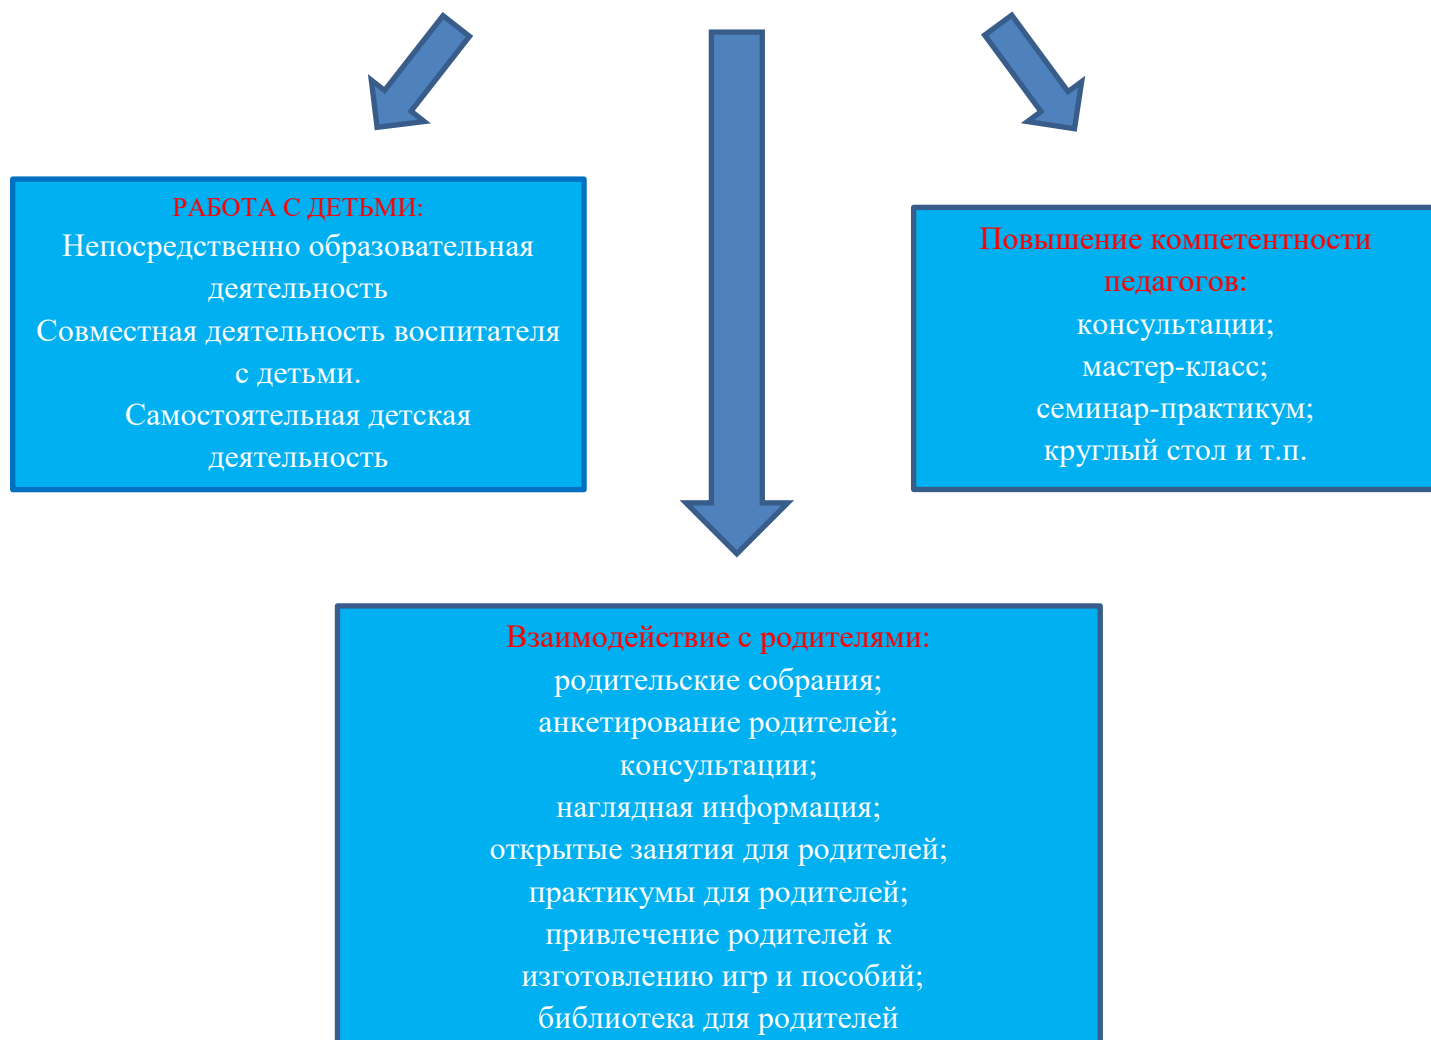 РАБОТА С ДЕТЬМИ:
Непосредственно образовательная
деятельность
Совместная деятельность воспитателя
с детьми.
Самостоятельная детская
деятельность
Повышение компетентности
педагогов:
консультации;
мастер-класс;
семинар-практикум;
круглый стол и т.п.
Взаимодействие с родителями:
родительские собрания;
анкетирование родителей;
консультации;
наглядная информация;
открытые занятия для родителей;
практикумы для родителей;
привлечение родителей к
изготовлению игр и пособий;
библиотека для родителей